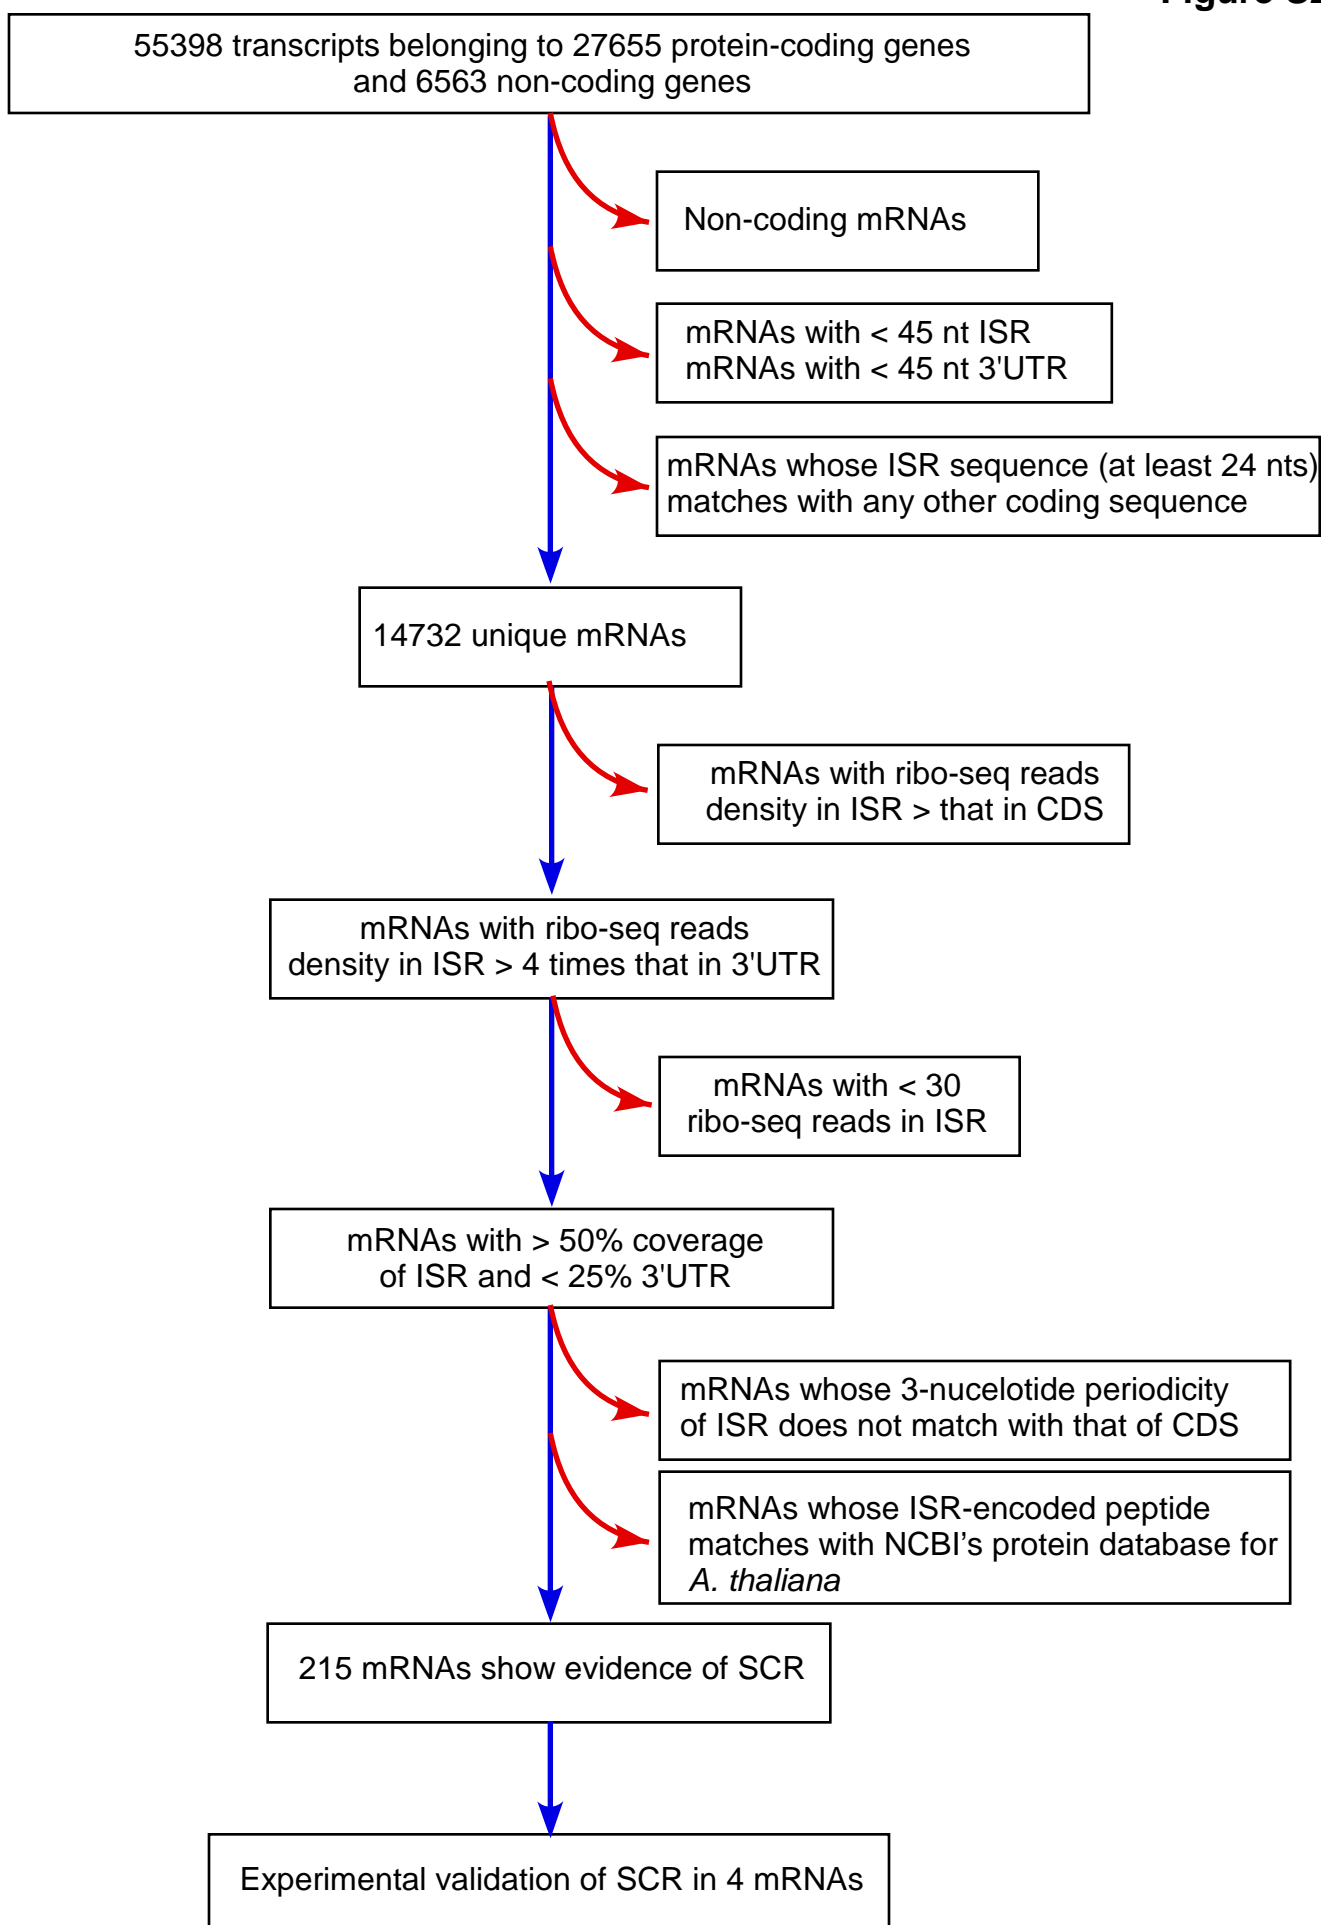 Figure
55398 transcripts belonging to 27655 protein-coding genes
and 6563 non-coding genes
Non-coding mRNAs
mRNAs with < 45 nt ISR
mRNAs with < 45 nt 3'UTR
mRNAs whose ISR sequence (at least 24 nts)
matches with any other coding sequence
14732 unique mRNAs
mRNAs with ribo-seq reads
density in ISR > that in CDS
mRNAs with ribo-seq reads
density in ISR > 4 times that in 3'UTR
mRNAs with < 30
ribo-seq reads in ISR
mRNAs with > 50% coverage
of ISR and < 25% 3'UTR
mRNAs whose 3-nucelotide periodicity
of ISR does not match with that of CDS
mRNAs whose ISR-encoded peptide
matches with NCBI’s protein database for
A. thaliana
215 mRNAs show evidence of SCR
Experimental validation of SCR in 4 mRNAs